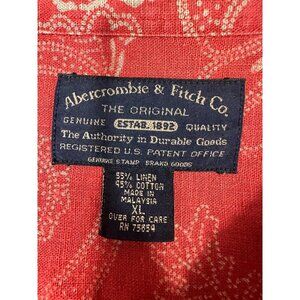 Abercrombie & Fitch Co.
THE ORIGINAL
GENUINE ESTAB. 1892 QUALITY
The Authority in Durable Goods
REGISTERED U.S. PATENT OFFICE
GENUINE STAMP BRAND GOODS
55% LINEN
45% COTTON
MADE IN
MALAYSIA
XL
OVER FOR CARE
RN 75654